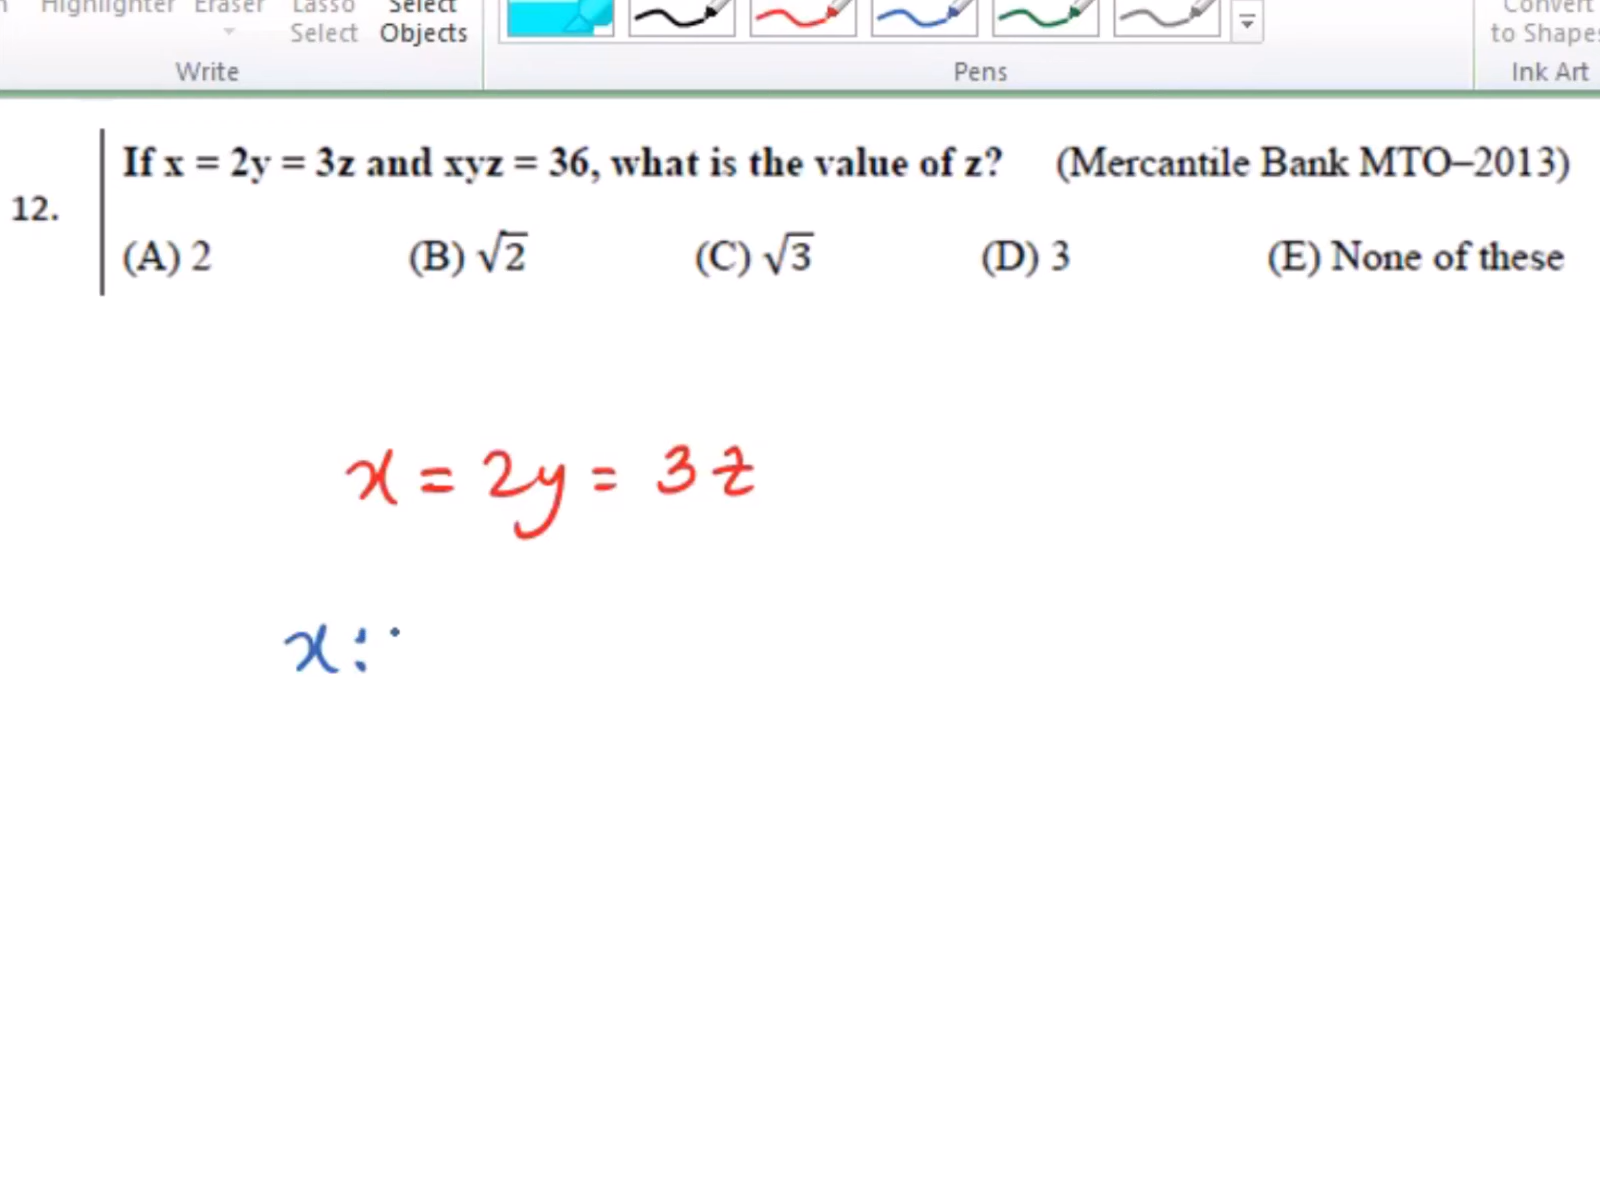 Highlighter Eraser Lasso Select Select Objects
Convert to Shapes
Write Pens Ink Art
12.
If x = 2y = 3z and xyz = 36, what is the value of z? (Mercantile Bank MTO–2013)
(A) 2 (B) √2 (C) √3 (D) 3 (E) None of these
x = 2y = 3z
x :